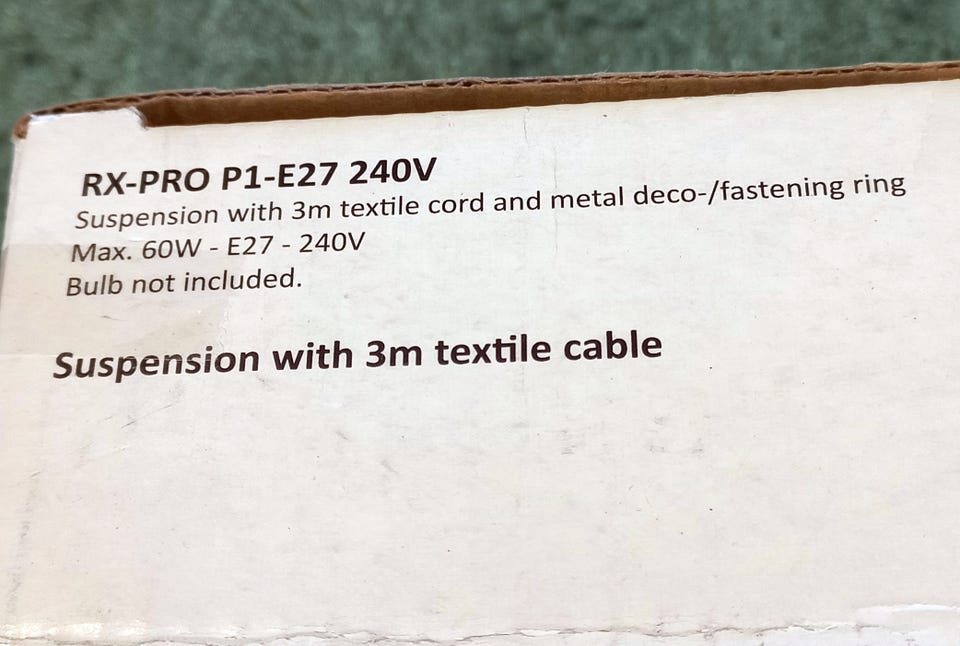 RX-PRO P1-E27 240V
Suspension with 3m textile cord and metal deco-/fastening ring
Max. 60W - E27 - 240V
Bulb not included.
Suspension with 3m textile cable